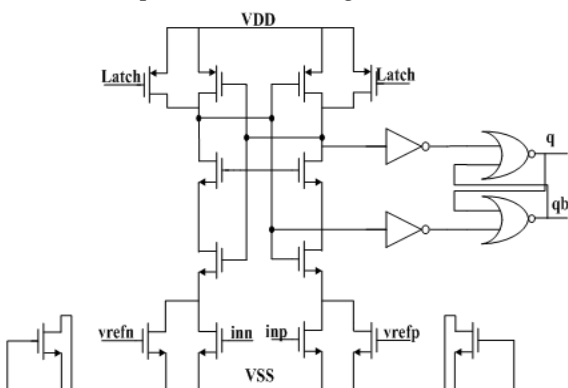 VDD
Latch
Latch
q
qb
vrefn
inn
inp
vrefp
VSS